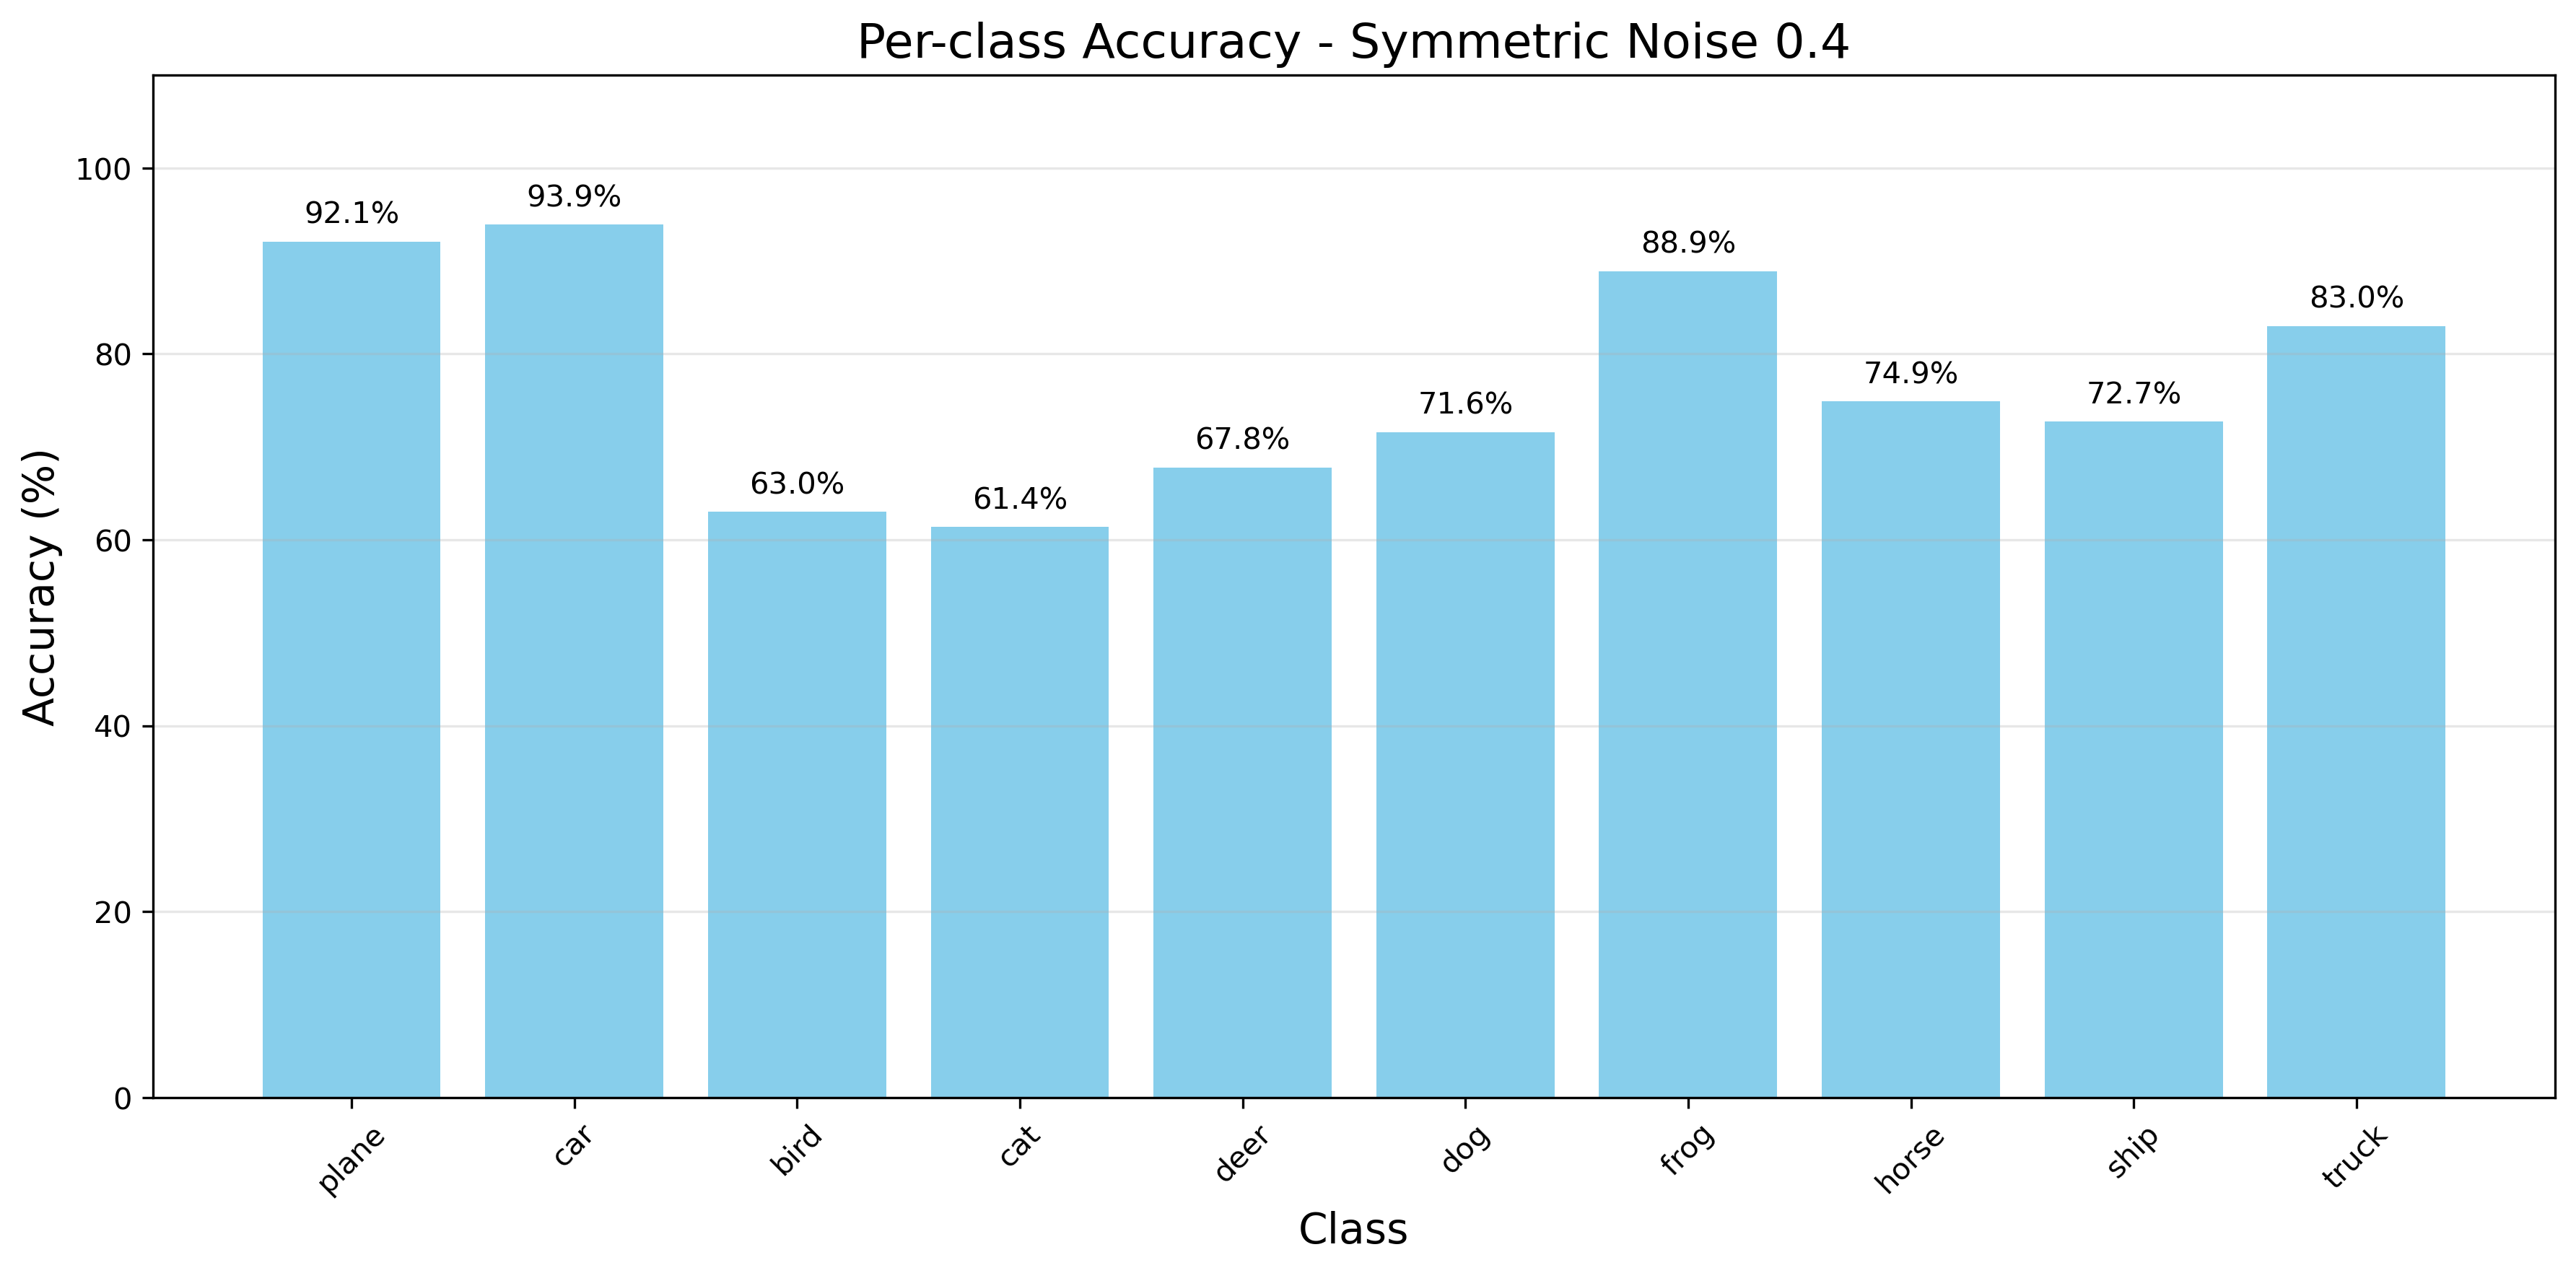 Per-class Accuracy - Symmetric Noise 0.4
Accuracy (%)
100
80
60
40
20
0
92.1%
93.9%
63.0%
61.4%
67.8%
71.6%
88.9%
74.9%
72.7%
83.0%
plane
car
bird
cat
deer
dog
frog
horse
ship
truck
Class